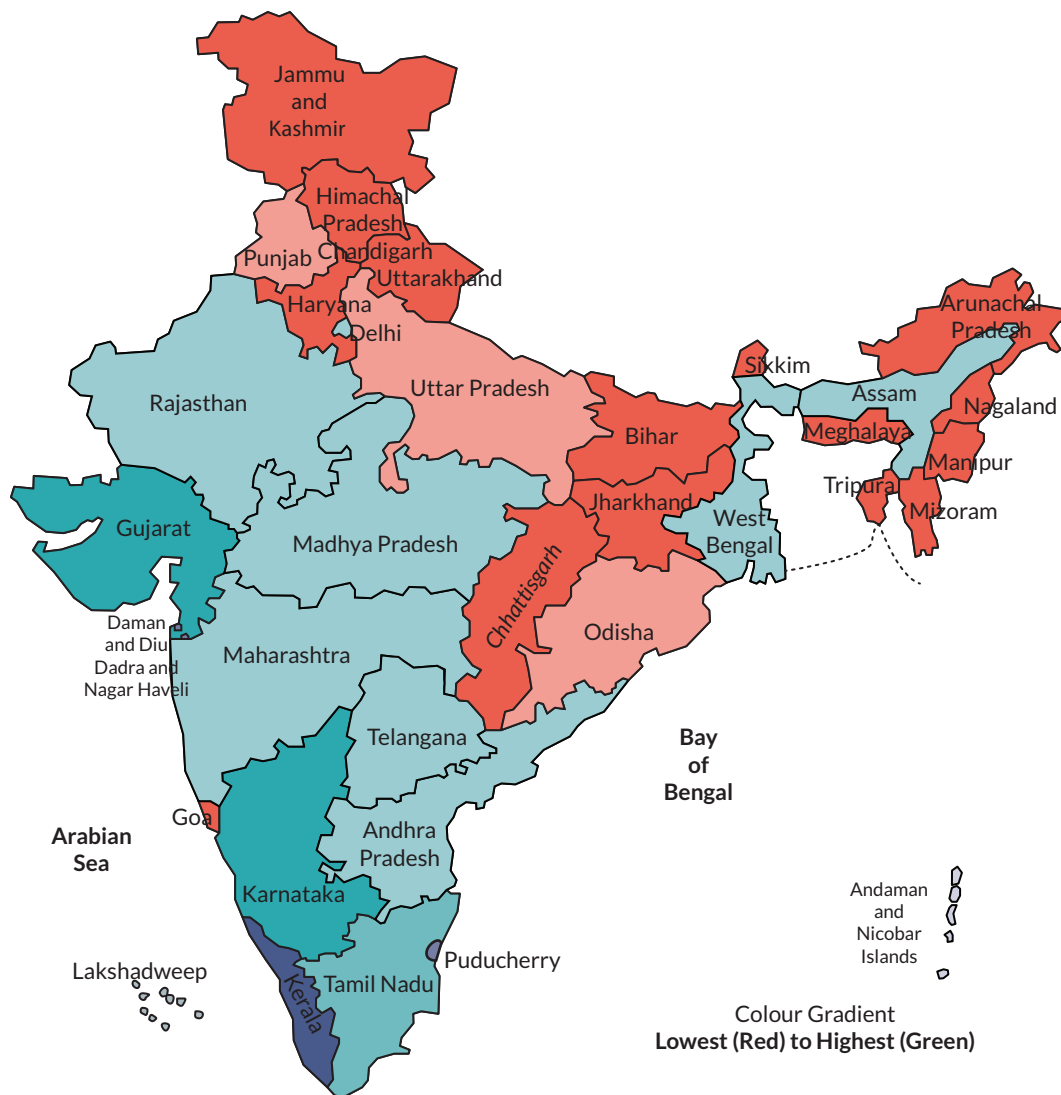 Jammu
and
Kashmir
Himachal
Pradesh
Chandigarh
Punjab
Uttarakhand
Haryana
Delhi
Arunachal
Pradesh
Sikkim
Uttar Pradesh
Rajasthan
Assam
Nagaland
Bihar
Meghalaya
Manipur
Tripura
Jharkhand
Mizoram
Gujarat
West
Bengal
Madhya Pradesh
Chhattisgarh
Daman
and Diu
Dadra and
Nagar Haveli
Odisha
Maharashtra
Telangana
Bay
of
Bengal
Goa
Arabian
Sea
Andhra
Pradesh
Karnataka
Andaman
and
Nicobar
Islands
Puducherry
Lakshadweep
Kerala
Tamil Nadu
Colour Gradient
Lowest (Red) to Highest (Green)